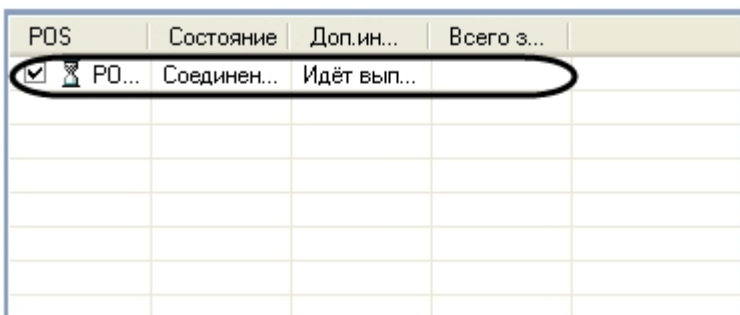 POS Состояние Доп.ин... Всего з...
PO... Соединен... Идёт вып...